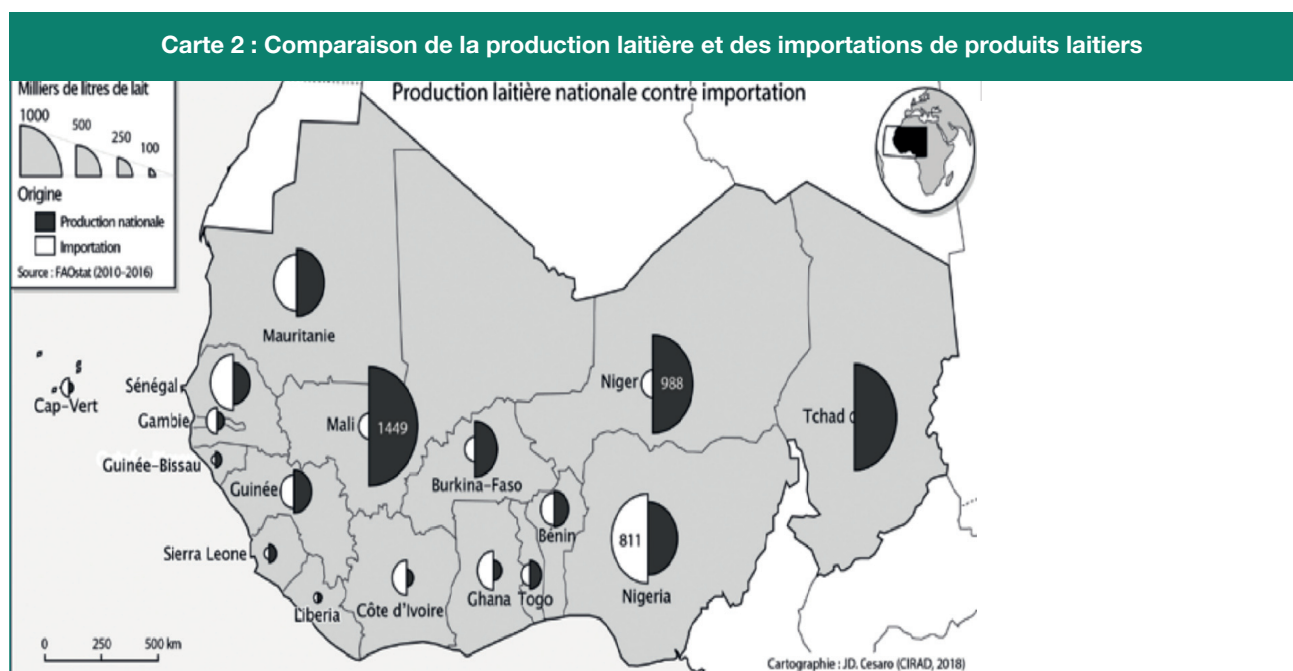 Carte 2 : Comparaison de la production laitière et des importations de produits laitiers
Milliers de litres de lait
1000
500
250
100
Origine
Production nationale
Importation
Source : FAOstat (2010-2016)
Production laitière nationale contre importation
Mauritanie
Sénégal
Cap-Vert
Gambie
Mali
1449
Niger
988
Tchad
Guinée-Bissau
Burkina-Faso
Guinée
Bénin
811
Sierra Leone
Liberia
Côte d'Ivoire
Ghana
Togo
Nigeria
0 250 500 km
Cartographie : JD. Cesaro (CIRAD, 2018)